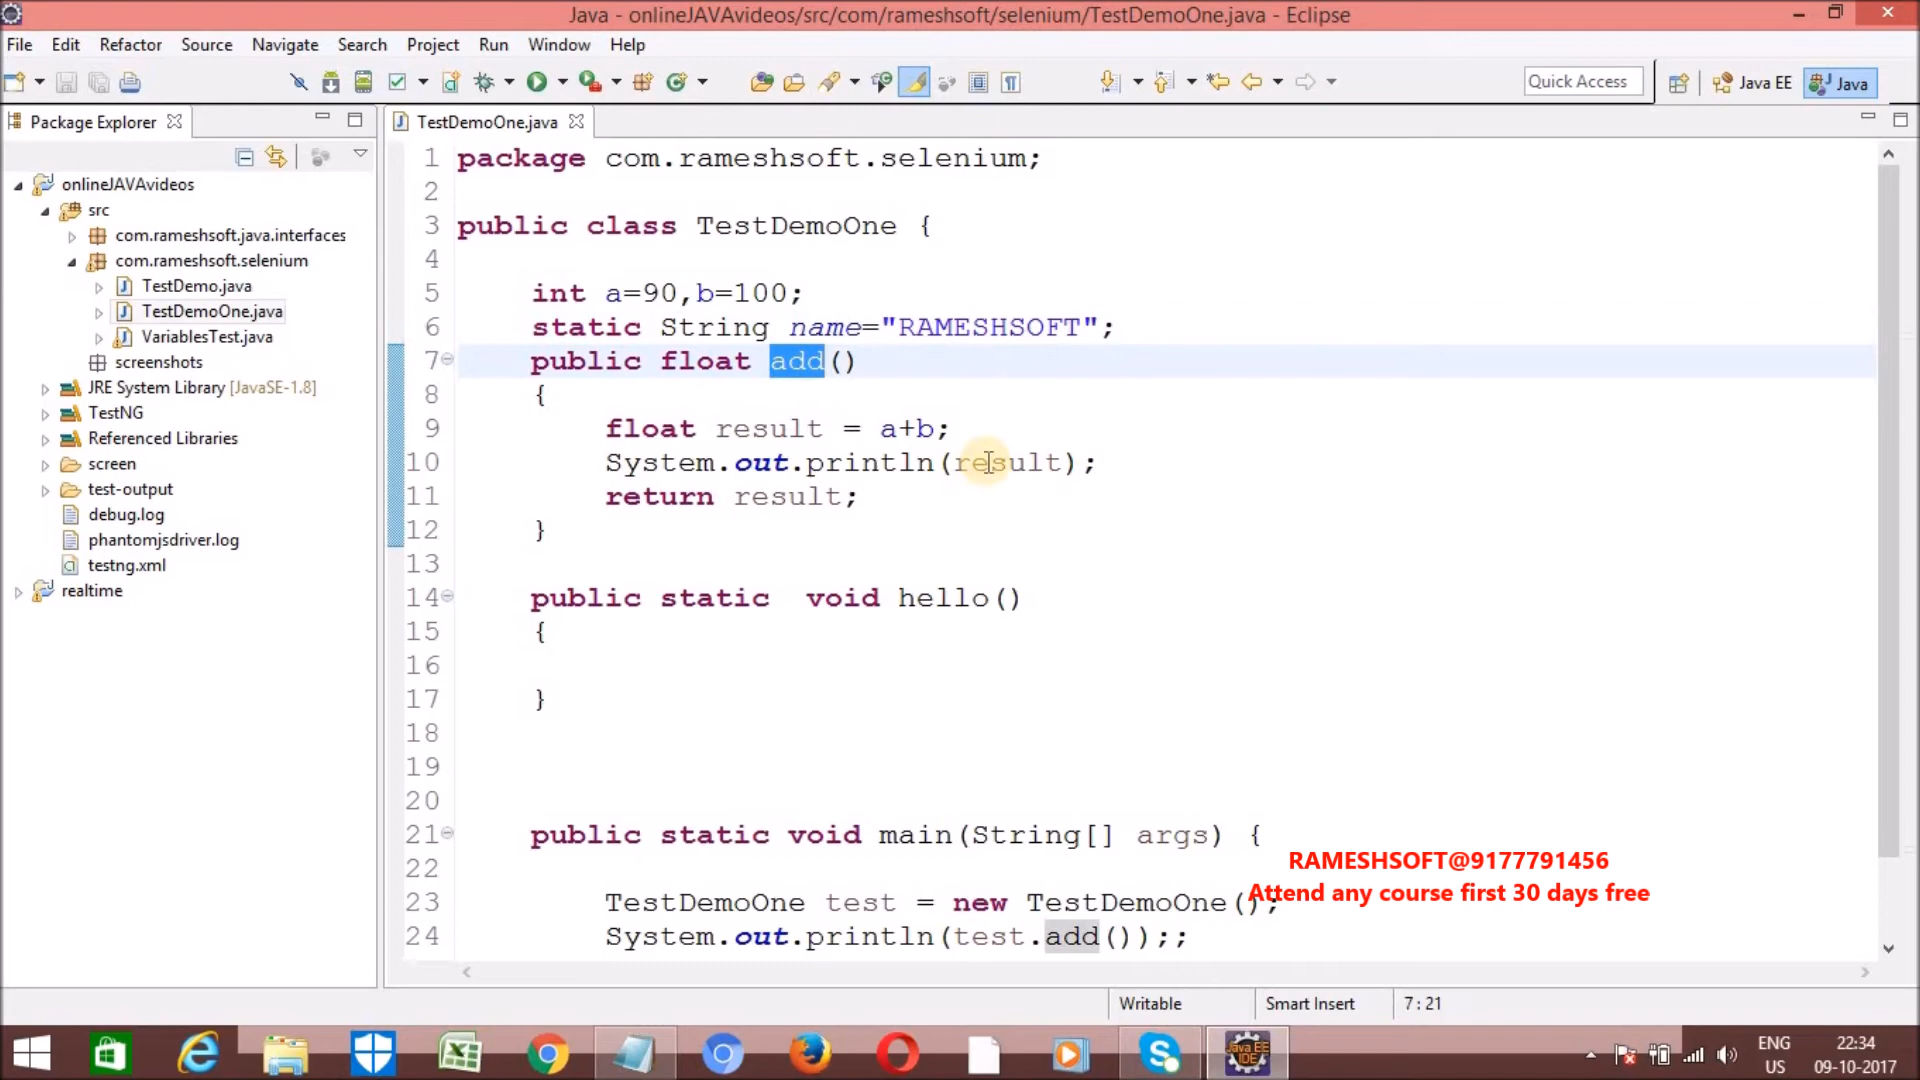 Java - onlineJAVAvideos/src/com/rameshsoft/selenium/TestDemoOne.java - Eclipse
File Edit Refactor Source Navigate Search Project Run Window Help
Quick Access
Java EE
Java
Package Explorer
onlineJAVAvideos
src
com.rameshsoft.java.interfaces
com.rameshsoft.selenium
TestDemo.java
TestDemoOne.java
VariablesTest.java
screenshots
JRE System Library [JavaSE-1.8]
TestNG
Referenced Libraries
screen
test-output
debug.log
phantomjsdriver.log
testng.xml
realtime
TestDemoOne.java
1 package com.rameshsoft.selenium;
2
3 public class TestDemoOne {
4
5 int a=90,b=100;
6 static String name="RAMESHSOFT";
7 public float add()
8 {
9 float result = a+b;
10 System.out.println(result);
11 return result;
12 }
13
14 public static void hello()
15 {
16
17 }
18
19
20
21 public static void main(String[] args) {
22
23 TestDemoOne test = new TestDemoOne();
24 System.out.println(test.add());;
RAMESHSOFT@9177791456
Attend any course first 30 days free
Writable
Smart Insert
7 : 21
Java EE
IDE
ENG
US
22:34
09-10-2017